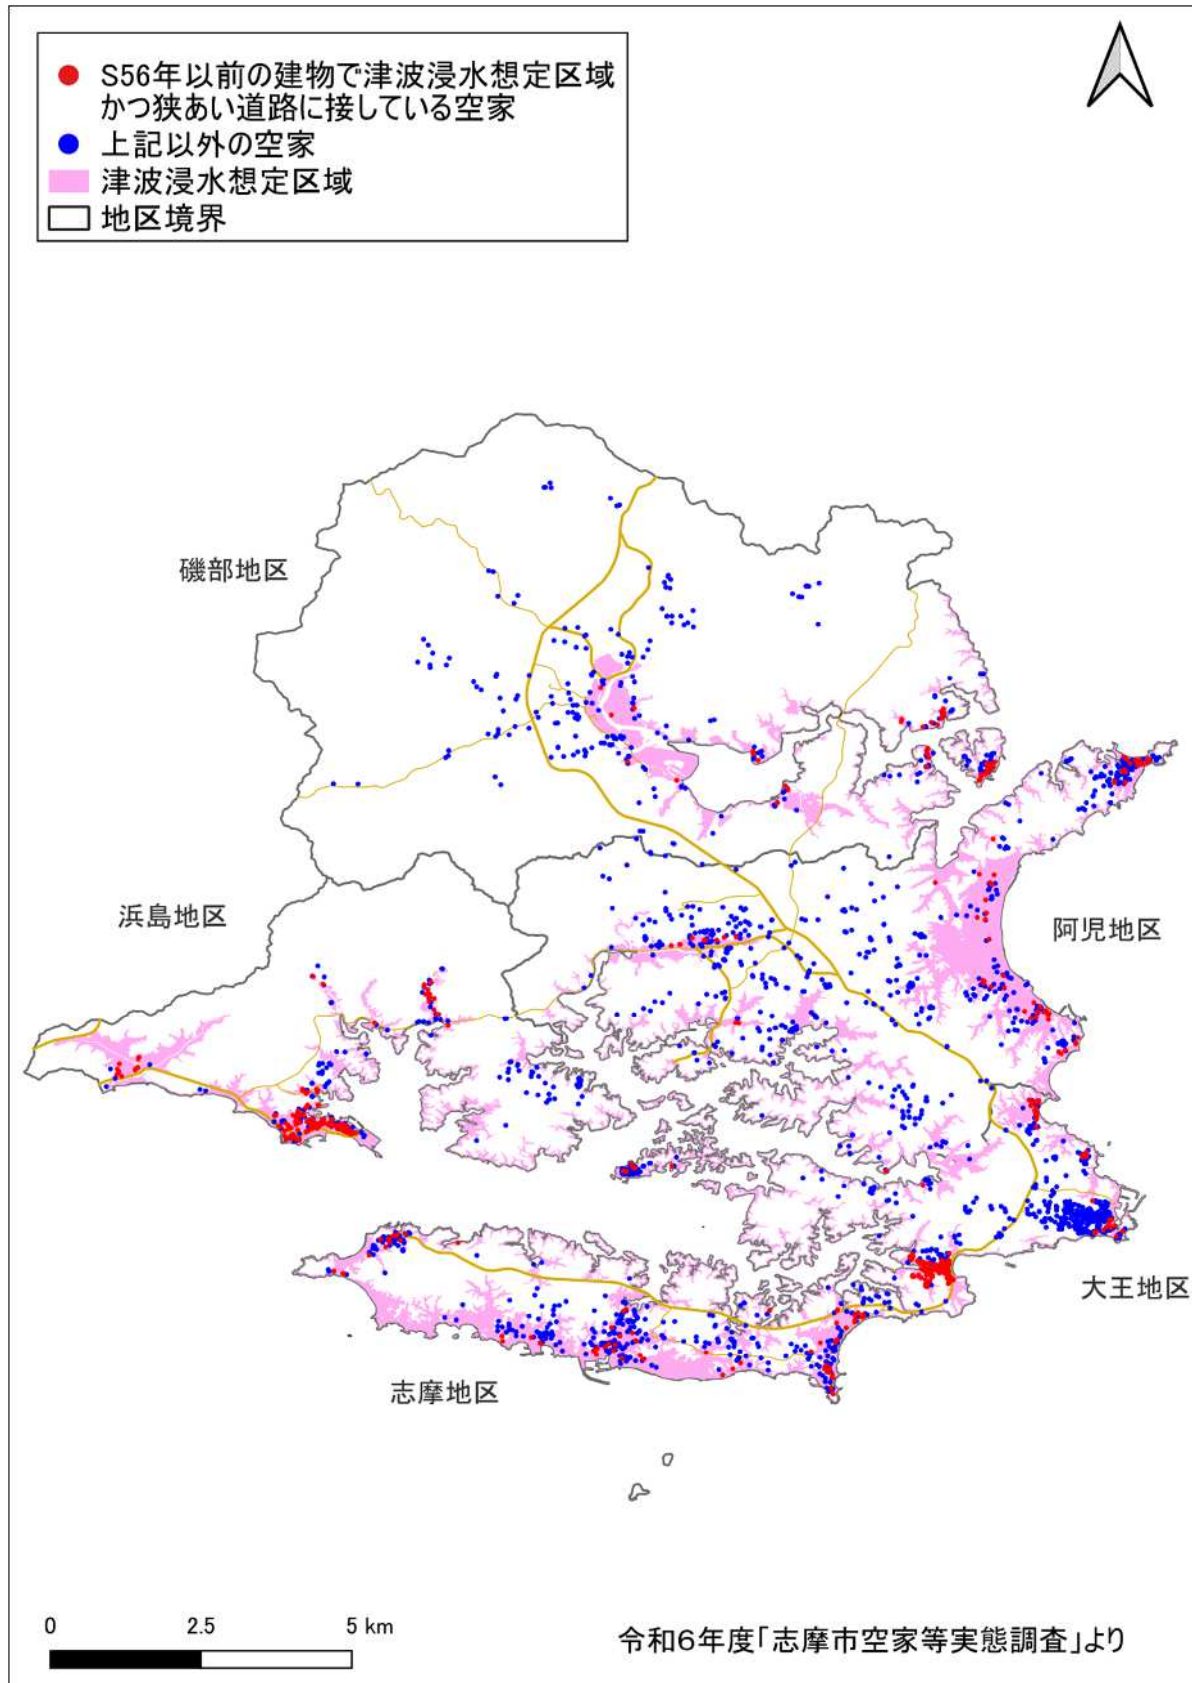 S56年以前の建物で津波浸水想定区域
かつ狭あい道路に接している空家
上記以外の空家
津波浸水想定区域
地区境界
磯部地区
浜島地区
阿児地区
大王地区
志摩地区
0 2.5 5 km
令和6年度「志摩市空家等実態調査」より